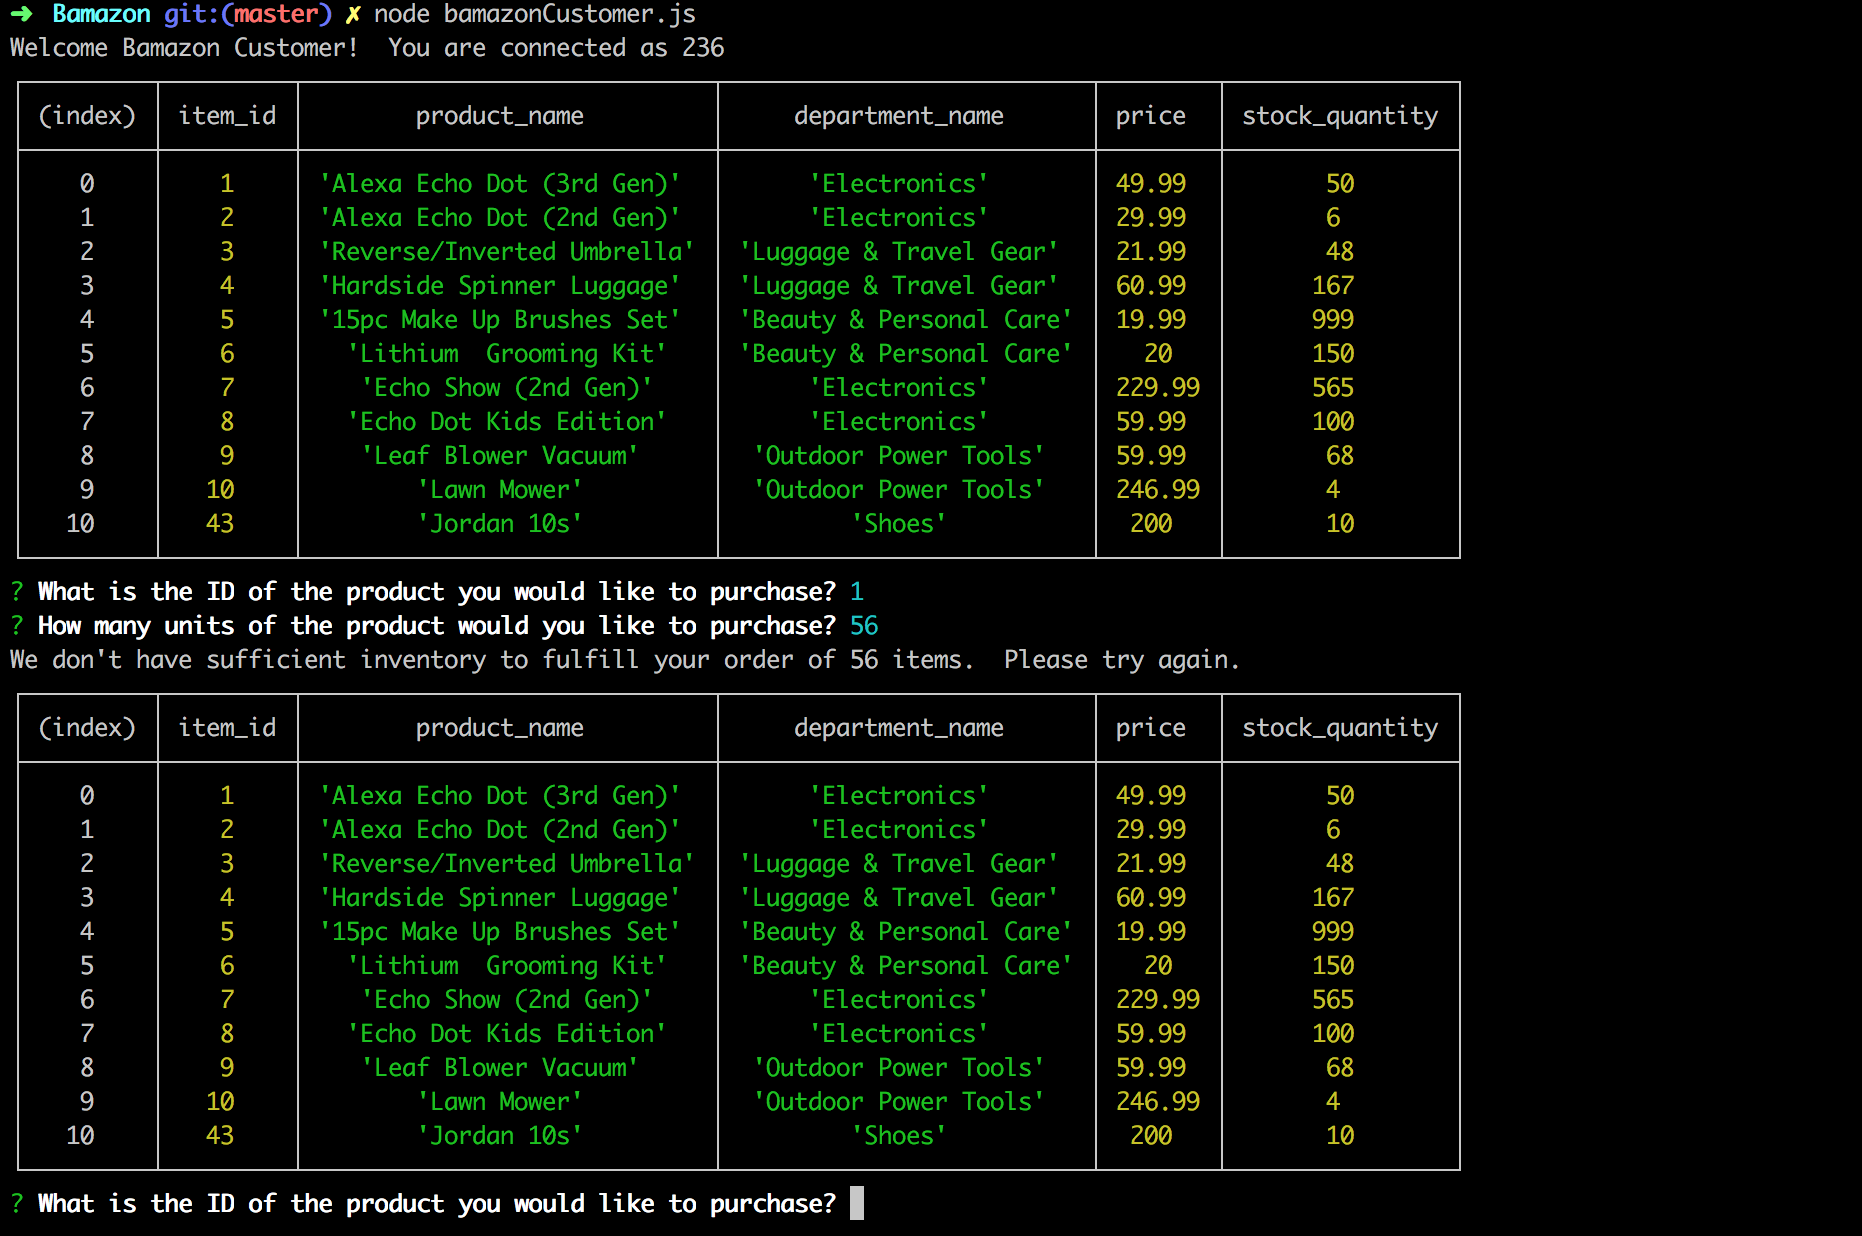 ➜ Bamazon git:(master) ✗ node bamazonCustomer.js
Welcome Bamazon Customer!  You are connected as 236
(index) item_id product_name department_name price stock_quantity
0 1 'Alexa Echo Dot (3rd Gen)' 'Electronics' 49.99 50
1 2 'Alexa Echo Dot (2nd Gen)' 'Electronics' 29.99 6
2 3 'Reverse/Inverted Umbrella' 'Luggage & Travel Gear' 21.99 48
3 4 'Hardside Spinner Luggage' 'Luggage & Travel Gear' 60.99 167
4 5 '15pc Make Up Brushes Set' 'Beauty & Personal Care' 19.99 999
5 6 'Lithium  Grooming Kit' 'Beauty & Personal Care' 20 150
6 7 'Echo Show (2nd Gen)' 'Electronics' 229.99 565
7 8 'Echo Dot Kids Edition' 'Electronics' 59.99 100
8 9 'Leaf Blower Vacuum' 'Outdoor Power Tools' 59.99 68
9 10 'Lawn Mower' 'Outdoor Power Tools' 246.99 4
10 43 'Jordan 10s' 'Shoes' 200 10
? What is the ID of the product you would like to purchase? 1
? How many units of the product would you like to purchase? 56
We don't have sufficient inventory to fulfill your order of 56 items.  Please try again.
(index) item_id product_name department_name price stock_quantity
0 1 'Alexa Echo Dot (3rd Gen)' 'Electronics' 49.99 50
1 2 'Alexa Echo Dot (2nd Gen)' 'Electronics' 29.99 6
2 3 'Reverse/Inverted Umbrella' 'Luggage & Travel Gear' 21.99 48
3 4 'Hardside Spinner Luggage' 'Luggage & Travel Gear' 60.99 167
4 5 '15pc Make Up Brushes Set' 'Beauty & Personal Care' 19.99 999
5 6 'Lithium  Grooming Kit' 'Beauty & Personal Care' 20 150
6 7 'Echo Show (2nd Gen)' 'Electronics' 229.99 565
7 8 'Echo Dot Kids Edition' 'Electronics' 59.99 100
8 9 'Leaf Blower Vacuum' 'Outdoor Power Tools' 59.99 68
9 10 'Lawn Mower' 'Outdoor Power Tools' 246.99 4
10 43 'Jordan 10s' 'Shoes' 200 10
? What is the ID of the product you would like to purchase?